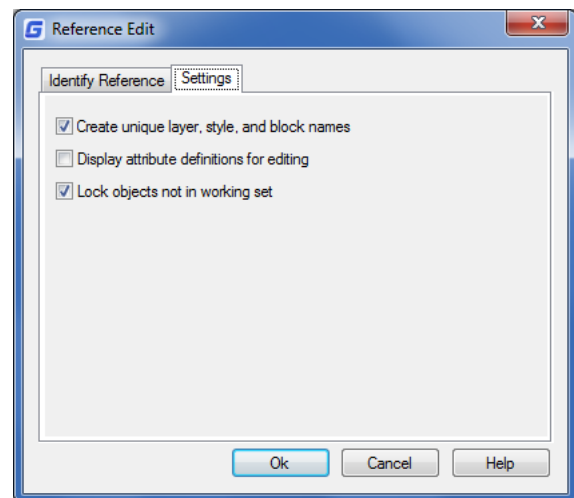 Reference Edit
Identify Reference Settings
Create unique layer, style, and block names
Display attribute definitions for editing
Lock objects not in working set
Ok Cancel Help